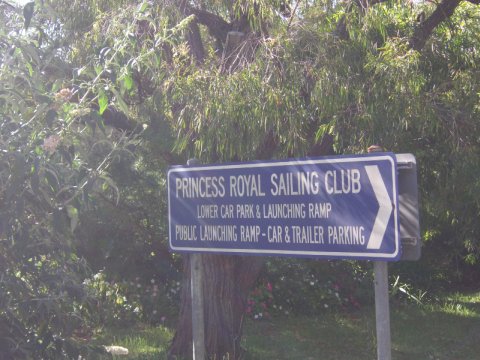 PRINCESS ROYAL SAILING CLUB
LOWER CAR PARK & LAUNCHING RAMP
PUBLIC LAUNCHING RAMP - CAR & TRAILER PARKING